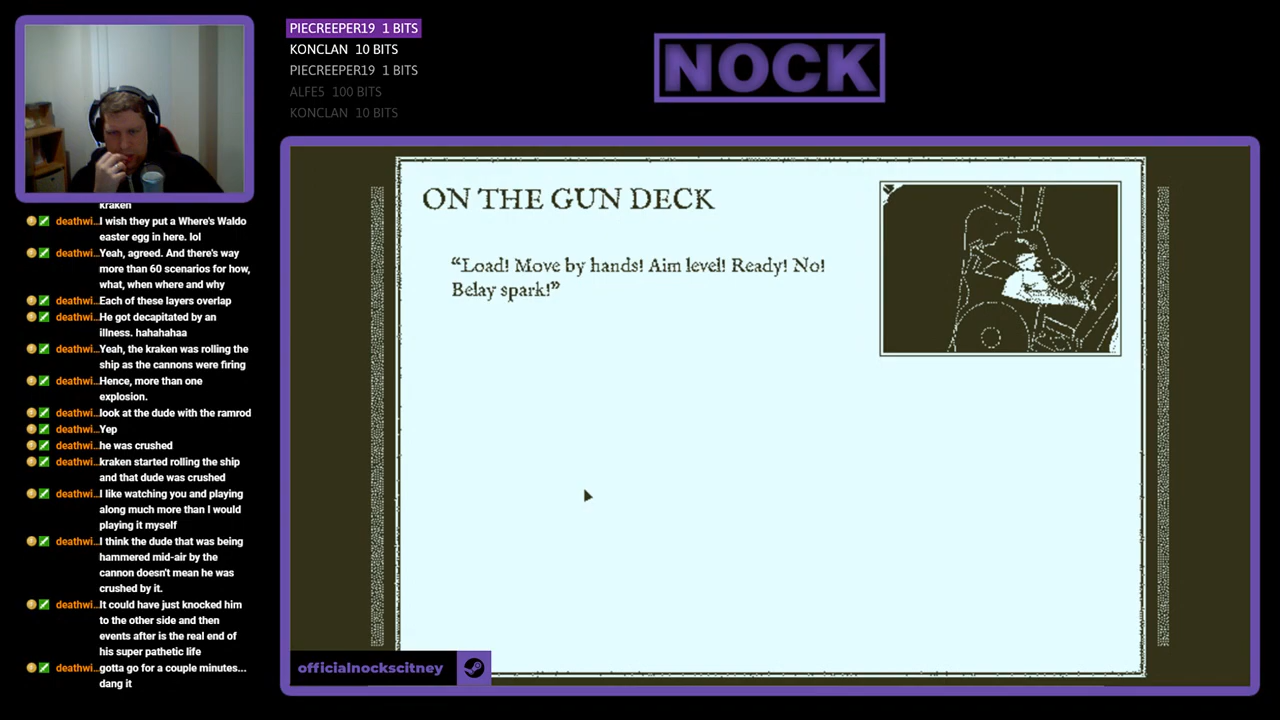 PIECREEPER19 1 BITS
KONCLAN 10 BITS
PIECREEPER19 1 BITS
ALFE5 100 BITS
KONCLAN 10 BITS
NOCK
kraken
deathwi...I wish they put a Where's Waldo
easter egg in here. lol
deathwi...Yeah, agreed. And there's way
more than 60 scenarios for how,
what, when where and why
deathwi...Each of these layers overlap
deathwi...He got decapitated by an
illness. hahahahaa
deathwi...Yeah, the kraken was rolling the
ship as the cannons were firing
deathwi...Hence, more than one
explosion.
deathwi...look at the dude with the ramrod
deathwi...Yep
deathwi...he was crushed
deathwi...kraken started rolling the ship
and that dude was crushed
deathwi...I like watching you and playing
along much more than I would
playing it myself
deathwi...I think the dude that was being
hammered mid-air by the
cannon doesn't mean he was
crushed by it.
deathwi...It could have just knocked him
to the other side and then
events after is the real end of
his super pathetic life
deathwi...gotta go for a couple minutes...
dang it
ON THE GUN DECK
“Load! Move by hands! Aim level! Ready! No!
Belay spark!”
officialnockscitney